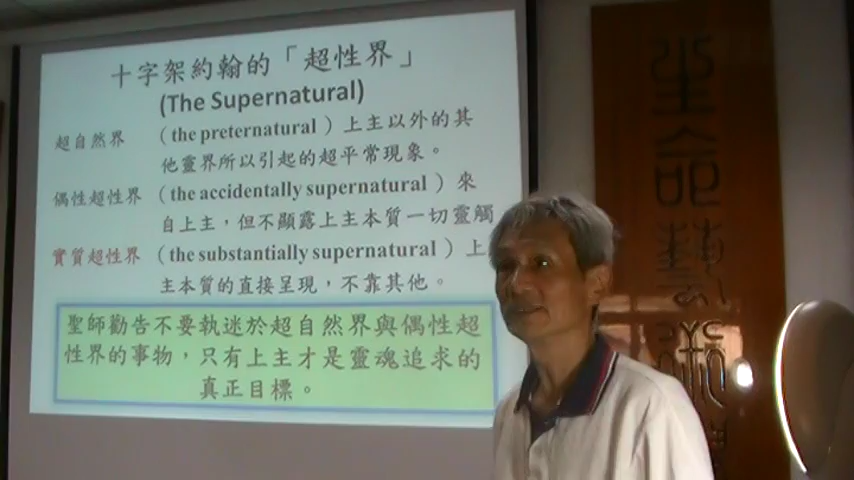 十字架約翰的「超性界」
(The Supernatural)
超自然界 （the preternatural ）上主以外的其
他靈界所以引起的超平常現象。
偶性超性界 （the accidentally supernatural ）來
自上主，但不顯露上主本質一切靈觸
實質超性界 （the substantially supernatural ）上
主本質的直接呈現，不靠其他。
聖師勸告不要執迷於超自然界與偶性超
性界的事物，只有上主才是靈魂追求的
真正目標。
命
藝